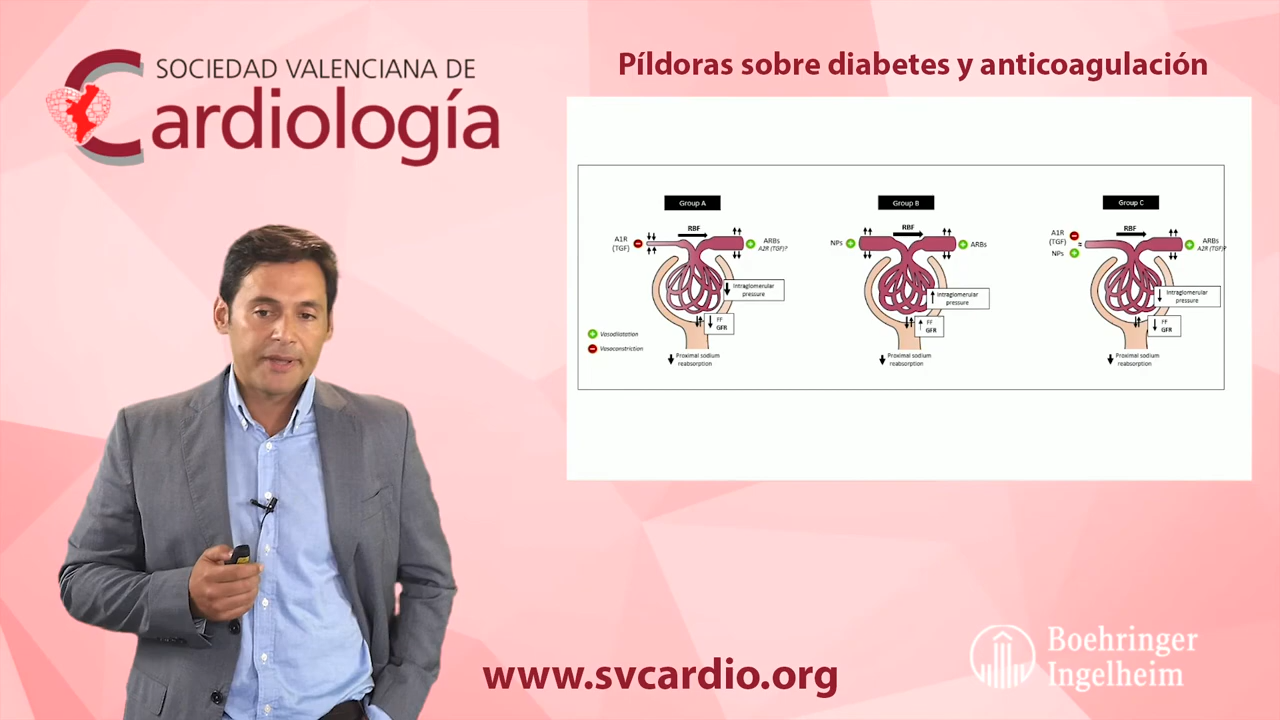 SOCIEDAD VALENCIANA DE
Cardiología
Píldoras sobre diabetes y anticoagulación
Group A
Group B
Group C
A1R
(TGF)
RBF
ARBs
A2R (TGF)?
Intraglomerular
pressure
FF
GFR
Vasodilatation
Vasoconstriction
Proximal sodium
reabsorption
NPs
RBF
ARBs
Intraglomerular
pressure
FF
GFR
Proximal sodium
reabsorption
A1R
(TGF)
NPs
≈
RBF
ARBs
A2R (TGF)?
Intraglomerular
pressure
FF
GFR
Proximal sodium
reabsorption
www.svcardio.org
Boehringer
Ingelheim